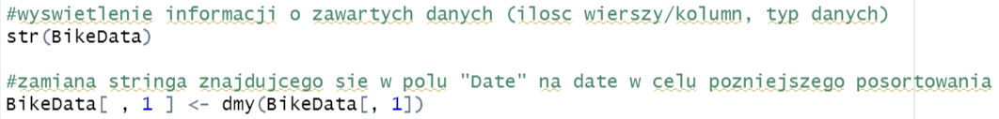 #wyswietlenie informacji o zawartych danych (ilosc wierszy/kolumn, typ danych)
str(BikeData)
#zamiana stringa znajdujcego sie w polu "Date" na date w celu pozniejszego posortowania
BikeData[ , 1 ] <- dmy(BikeData[, 1])